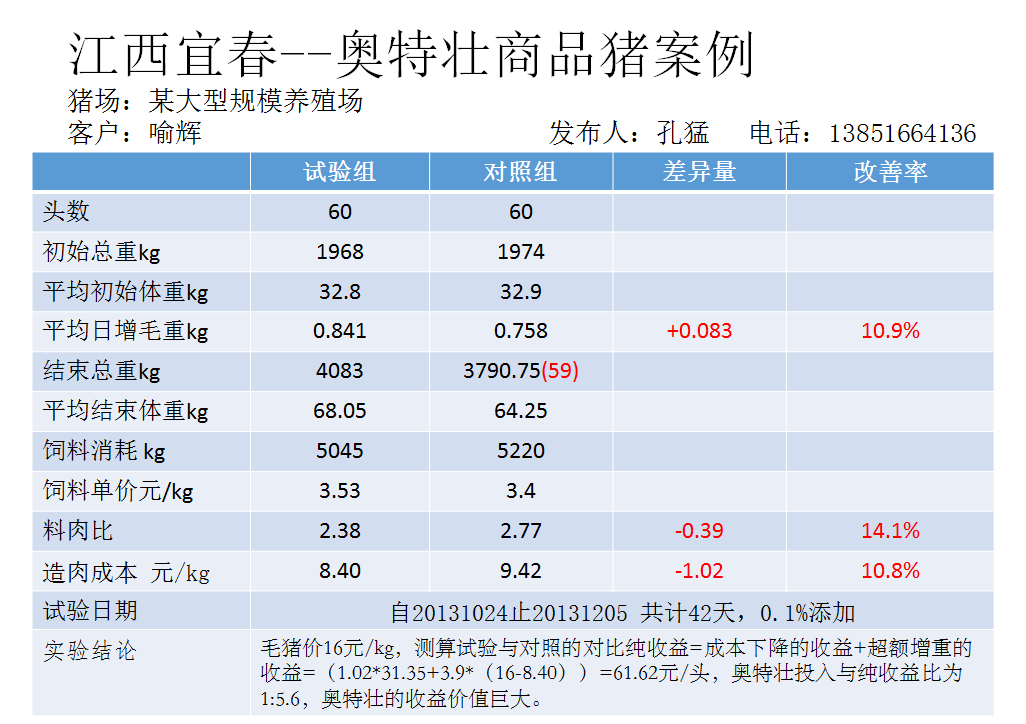 江西宜春--奥特壮商品猪案例
猪场：某大型规模养殖场
客户：喻辉 发布人：孔猛 电话：13851664136
试验组 对照组 差异量 改善率
头数 60 60
初始总重kg 1968 1974
平均初始体重kg 32.8 32.9
平均日增毛重kg 0.841 0.758 +0.083 10.9%
结束总重kg 4083 3790.75(59)
平均结束体重kg 68.05 64.25
饲料消耗 kg 5045 5220
饲料单价元/kg 3.53 3.4
料肉比 2.38 2.77 -0.39 14.1%
造肉成本 元/kg 8.40 9.42 -1.02 10.8%
试验日期 自20131024止20131205 共计42天，0.1%添加
实验结论 毛猪价16元/kg，测算试验与对照的对比纯收益=成本下降的收益+超额增重的
收益=（1.02*31.35+3.9*（16-8.40））=61.62元/头，奥特壮投入与纯收益比为
1:5.6，奥特壮的收益价值巨大。